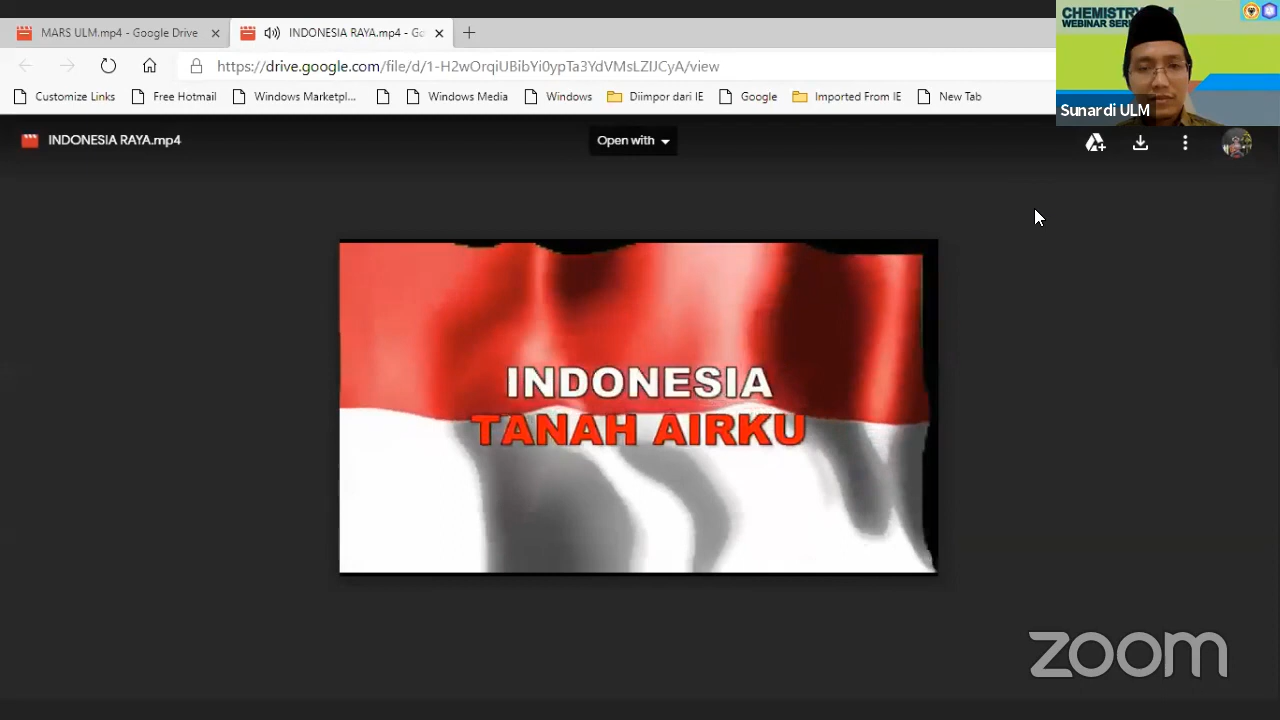 MARS ULM.mp4 - Google Drive
INDONESIA RAYA.mp4 - Go
https://drive.google.com/file/d/1-H2wOrqiUBibYi0ypTa3YdVMsLZIJCyA/view
Customize Links
Free Hotmail
Windows Marketpl...
Windows Media
Windows
Diimpor dari IE
Google
Imported From IE
New Tab
CHEMISTRY
WEBINAR SERI
Sunardi ULM
INDONESIA RAYA.mp4
Open with
INDONESIA
TANAH AIRKU
zoom